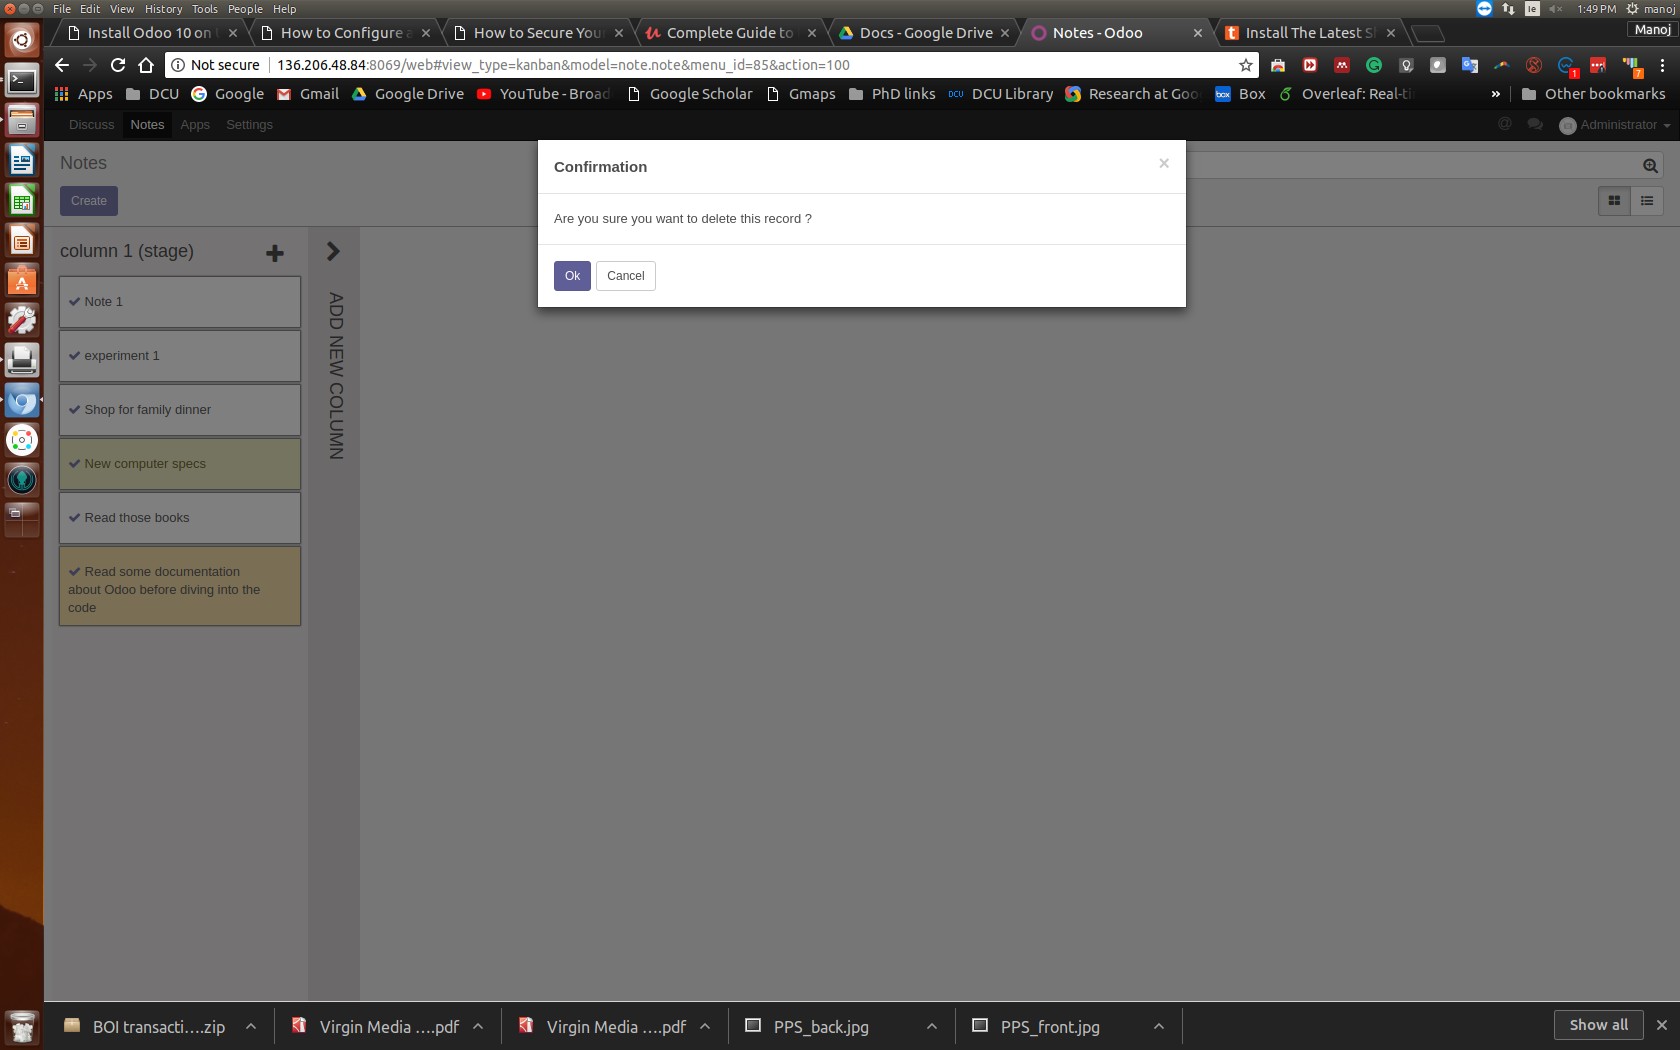 File Edit View History Tools People Help
1:49 PM manoj
Install Odoo 10 on
How to Configure
How to Secure You
Complete Guide to
Docs - Google Drive
Notes - Odoo
Install The Latest
Manoj
Not secure 136.206.48.84:8069/web#view_type=kanban&model=note.note&menu_id=85&action=100
1
7
Apps DCU Google Gmail Google Drive YouTube - Broad Google Scholar Gmaps PhD links DCU Library Research at Goo Box Overleaf: Real-ti » Other bookmarks
Discuss Notes Apps Settings
@ Administrator
Notes
Create
Confirmation ×
Are you sure you want to delete this record ?
Ok Cancel
column 1 (stage)
ADD NEW COLUMN
Note 1
experiment 1
Shop for family dinner
New computer specs
Read those books
Read some documentation
about Odoo before diving into the
code
BOI transacti....zip Virgin Media ....pdf Virgin Media ....pdf PPS_back.jpg PPS_front.jpg Show all